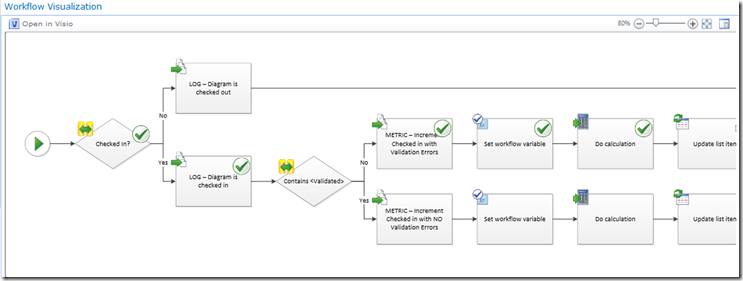 Workflow Visualization
Open in Visio
80%
LOG – Diagram is
checked out
No
Checked In?
Yes
LOG – Diagram is
checked in
Contains <Validated>
No
METRIC – Increment
Checked in with
Validation Errors
Set workflow variable
Do calculation
Update list item
Yes
METRIC – Increment
Checked in with NO
Validation Errors
Set workflow variable
Do calculation
Update list item